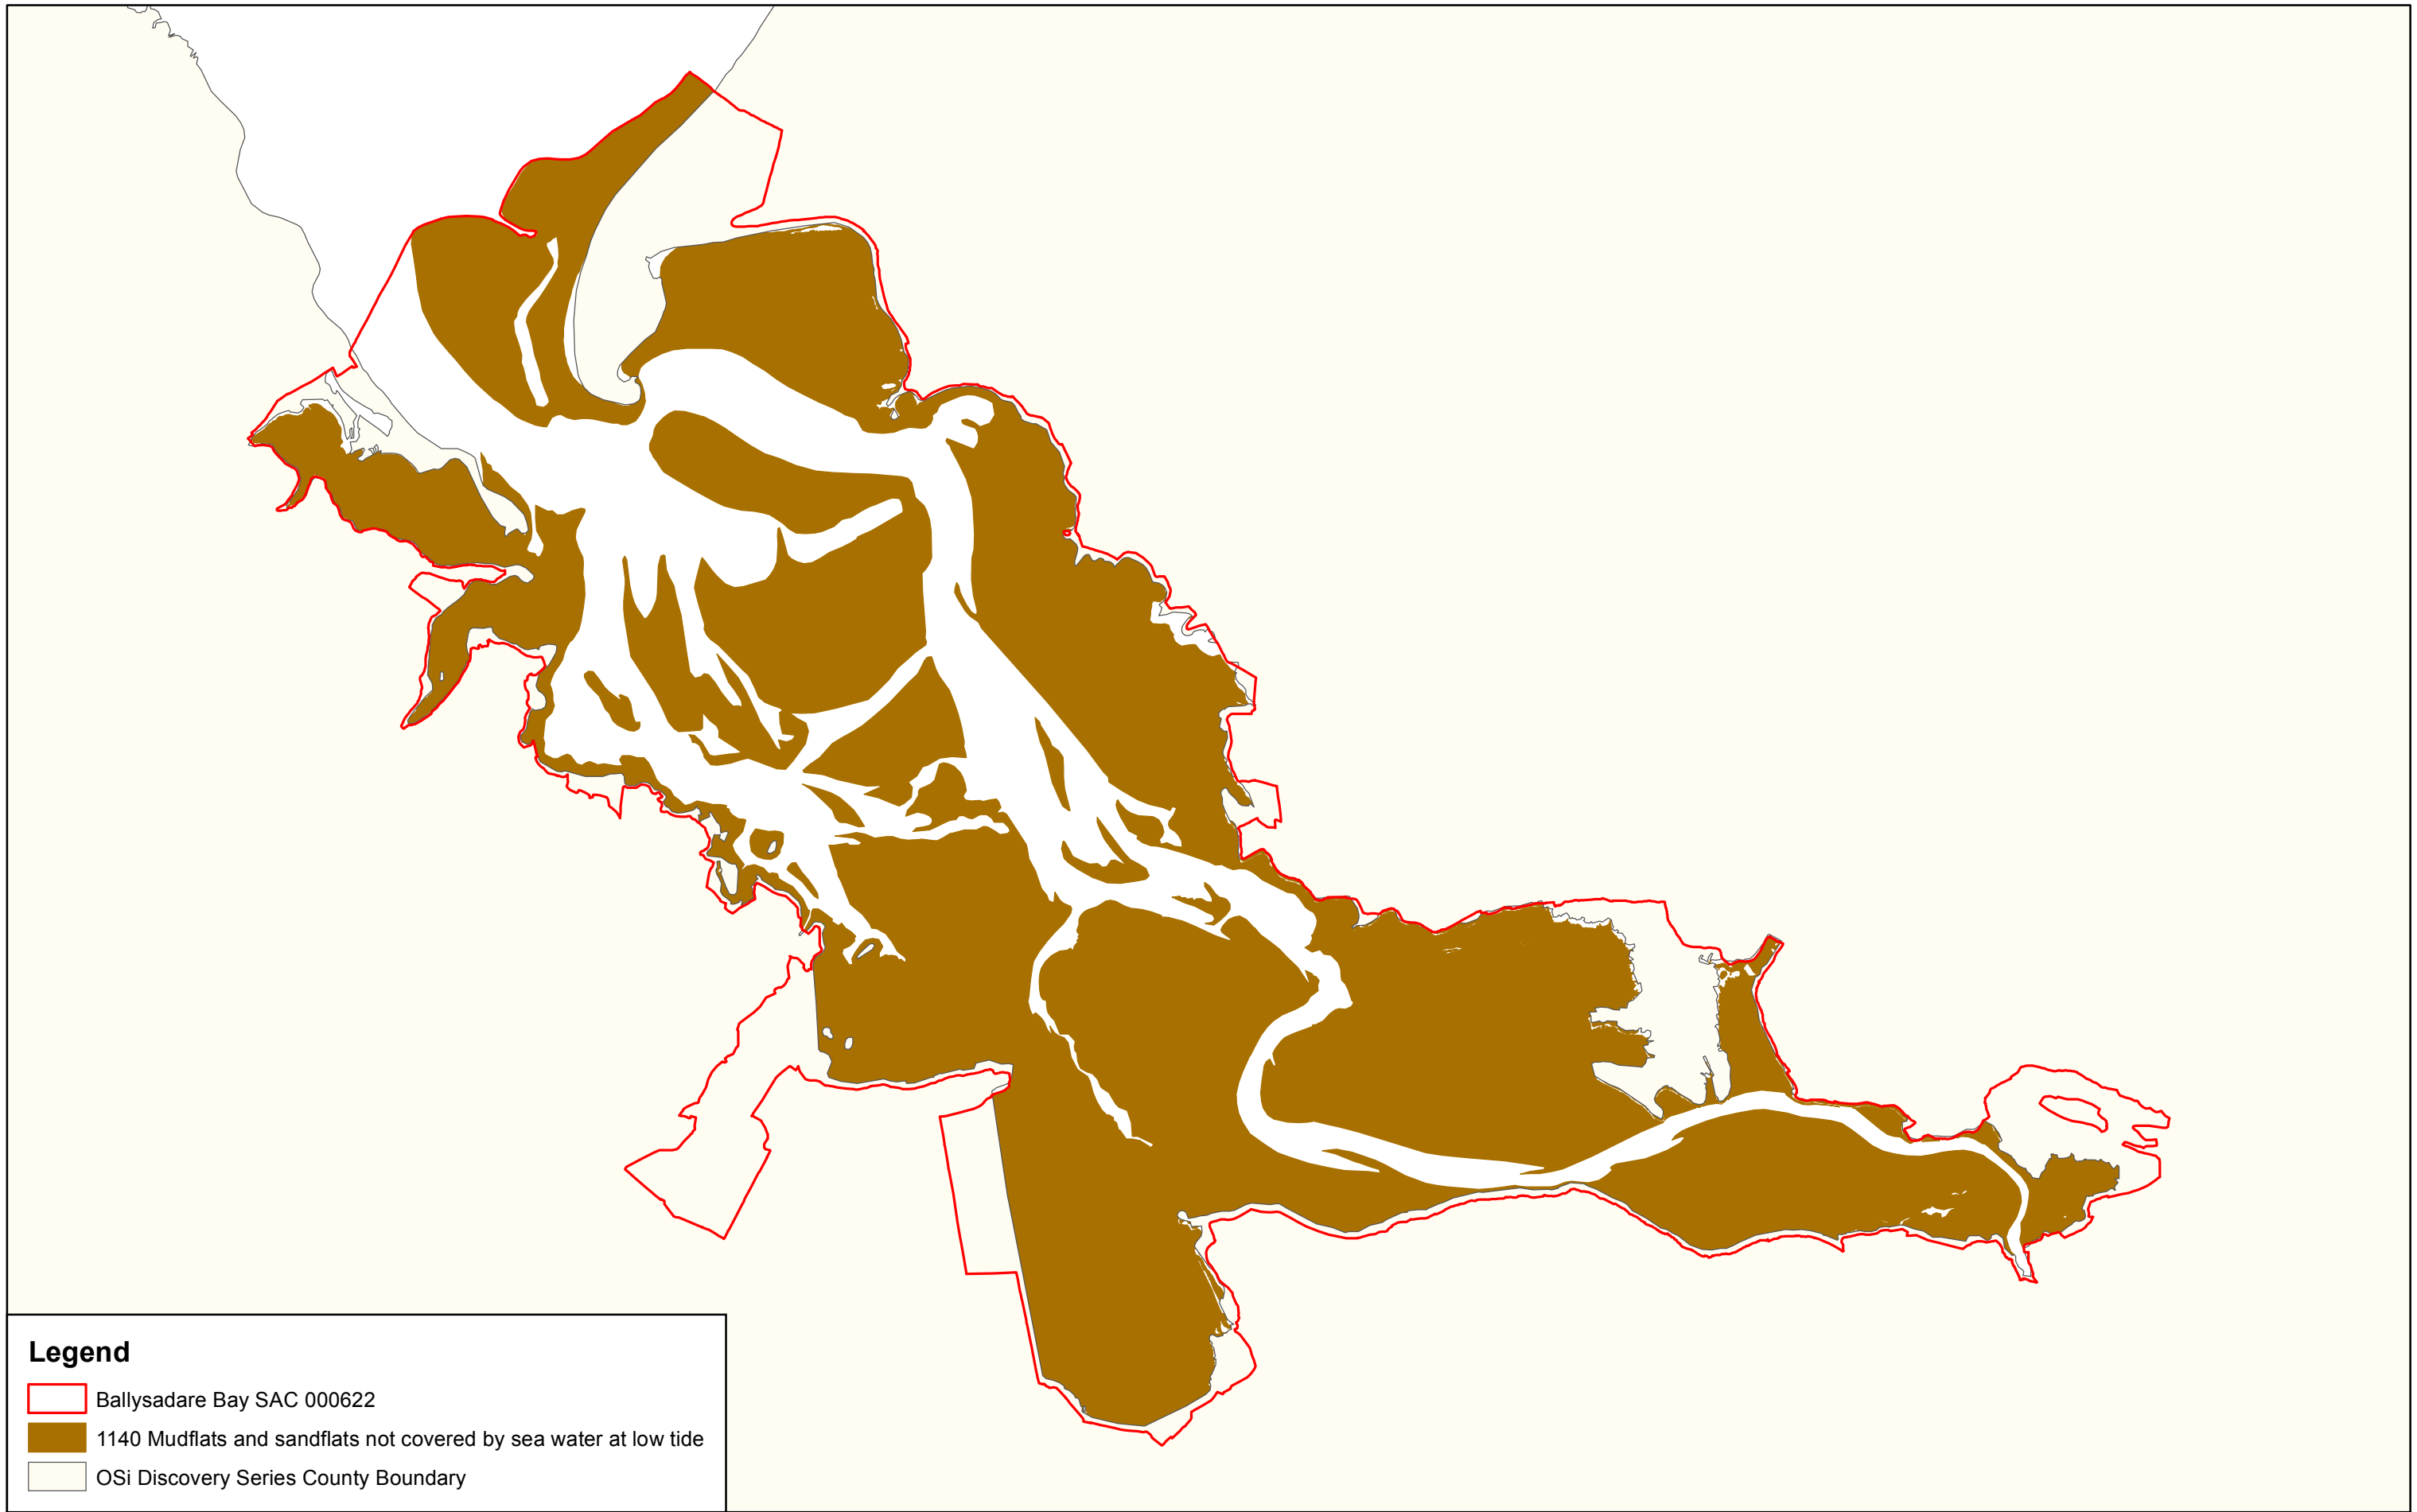 Legend
Ballysadare Bay SAC 000622
1140 Mudflats and sandflats not covered by sea water at low tide
OSi Discovery Series County Boundary